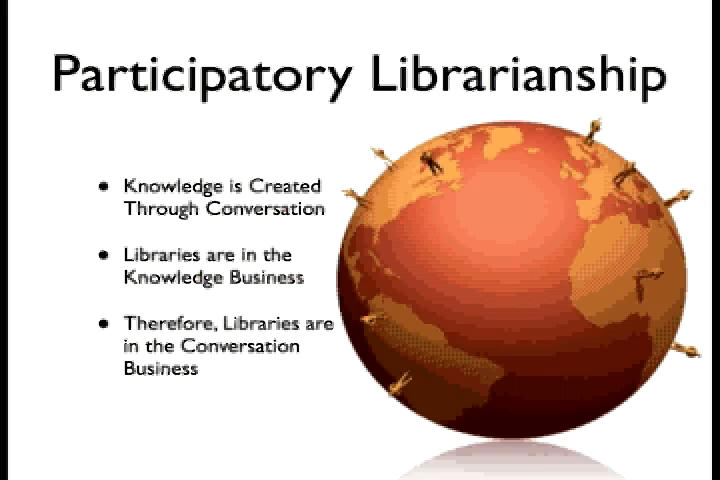 Participatory Librarianship
• Knowledge is Created
Through Conversation
• Libraries are in the
Knowledge Business
• Therefore, Libraries are
in the Conversation
Business